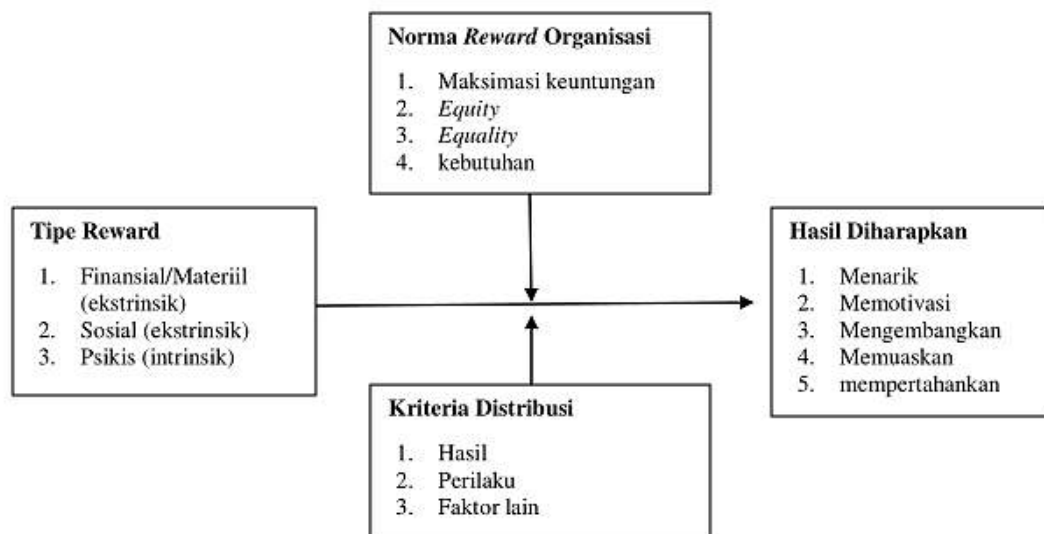 Norma Reward Organisasi
1. Maksimasi keuntungan
2. Equity
3. Equality
4. kebutuhan
Tipe Reward
1. Finansial/Materiil
(ekstrinsik)
2. Sosial (ekstrinsik)
3. Psikis (intrinsik)
Hasil Diharapkan
1. Menarik
2. Memotivasi
3. Mengembangkan
4. Memuaskan
5. mempertahankan
Kriteria Distribusi
1. Hasil
2. Perilaku
3. Faktor lain